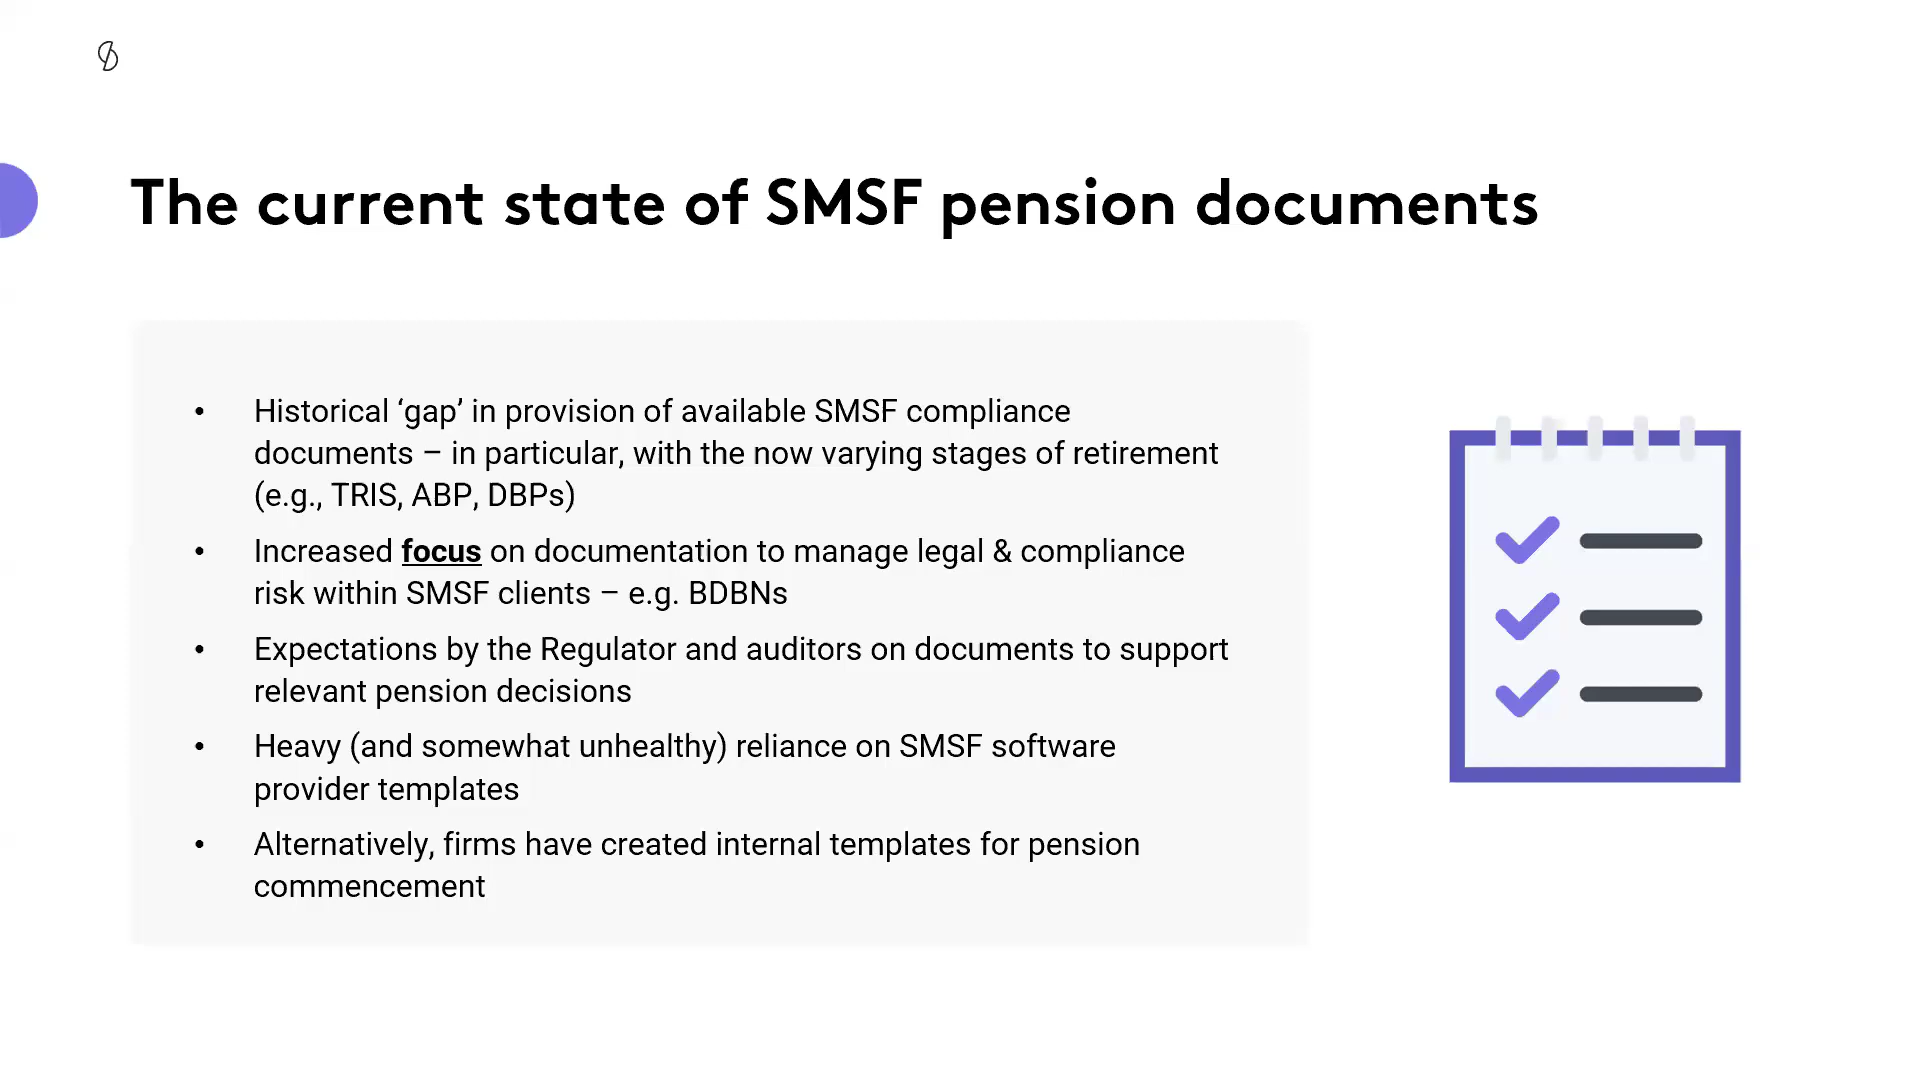 The current state of SMSF pension documents
• Historical ‘gap’ in provision of available SMSF compliance
documents – in particular, with the now varying stages of retirement
(e.g., TRIS, ABP, DBPs)
• Increased focus on documentation to manage legal & compliance
risk within SMSF clients – e.g. BDBNs
• Expectations by the Regulator and auditors on documents to support
relevant pension decisions
• Heavy (and somewhat unhealthy) reliance on SMSF software
provider templates
• Alternatively, firms have created internal templates for pension
commencement